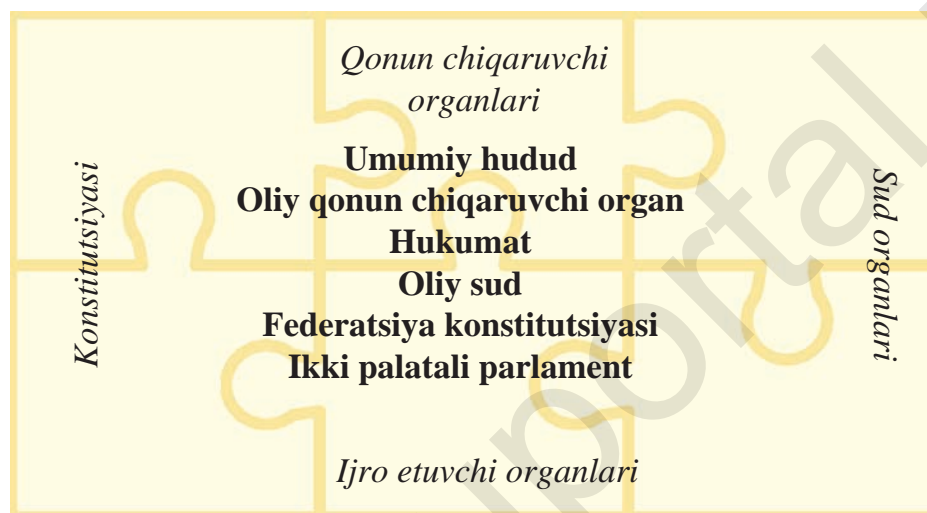 Qonun chiqaruvchi
organlari
Konstitutsiyasi
Umumiy hudud
Oliy qonun chiqaruvchi organ
Hukumat
Oliy sud
Federatsiya konstitutsiyasi
Ikki palatali parlament
Sud organlari
Ijro etuvchi organlari